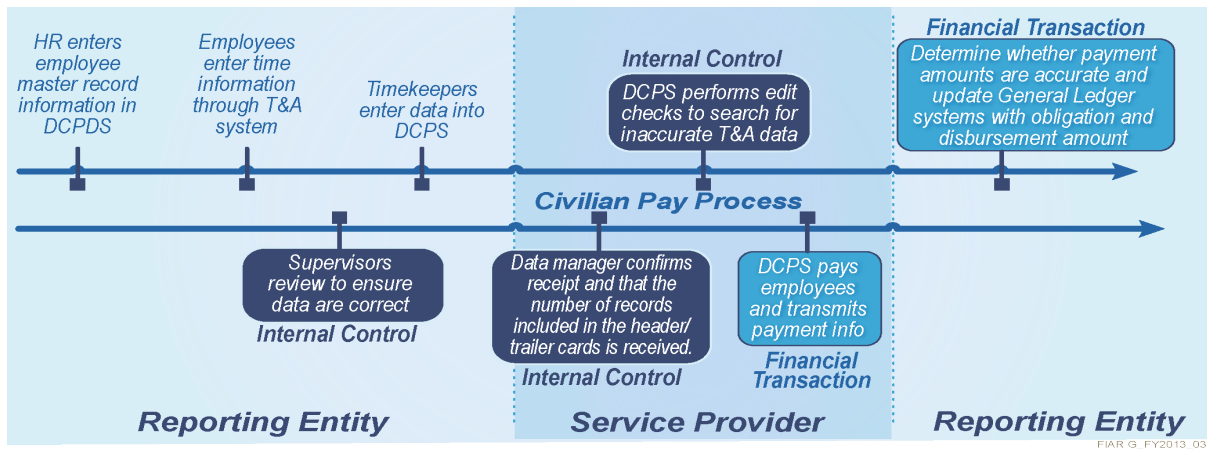 HR enters
employee
master record
information in
DCPDS
Employees
enter time
information
through T&A
system
Timekeepers
enter data into
DCPS
Internal Control
DCPS performs edit
checks to search for
inaccurate T&A data
Financial Transaction
Determine whether payment
amounts are accurate and
update General Ledger
systems with obligation and
disbursement amount
Civilian Pay Process
Supervisors
review to ensure
data are correct
Internal Control
Data manager confirms
receipt and that the
number of records
included in the header/
trailer cards is received.
Internal Control
DCPS pays
employees
and transmits
payment info
Financial
Transaction
Reporting Entity
Service Provider
Reporting Entity
FIAR G_FY2013_03